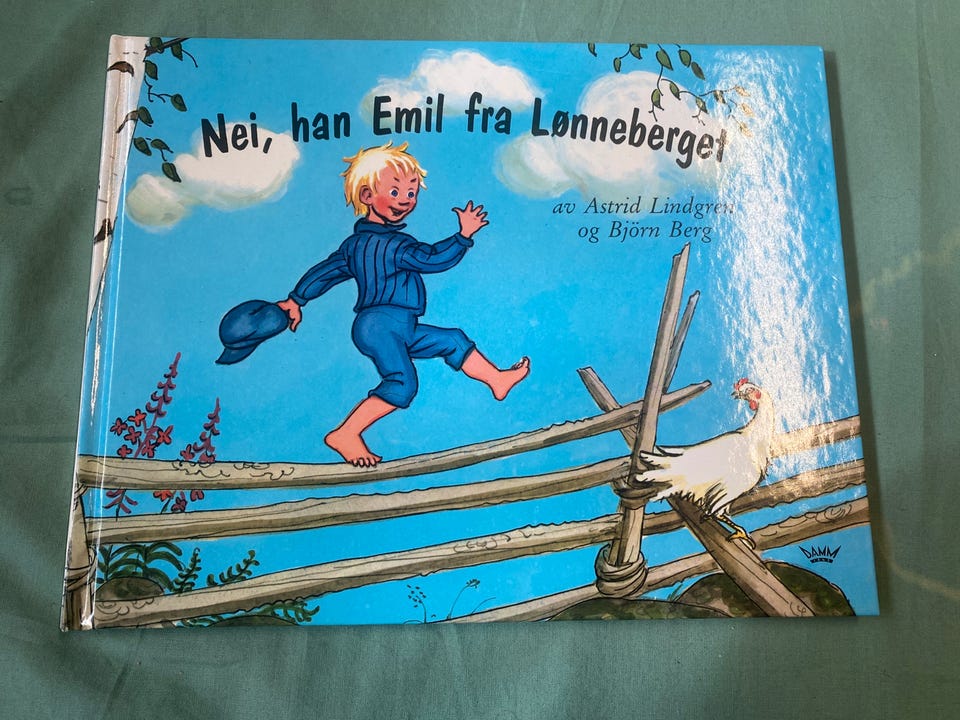 Nei, han Emil fra Lønneberget
av Astrid Lindgren
og Björn Berg
DAMM